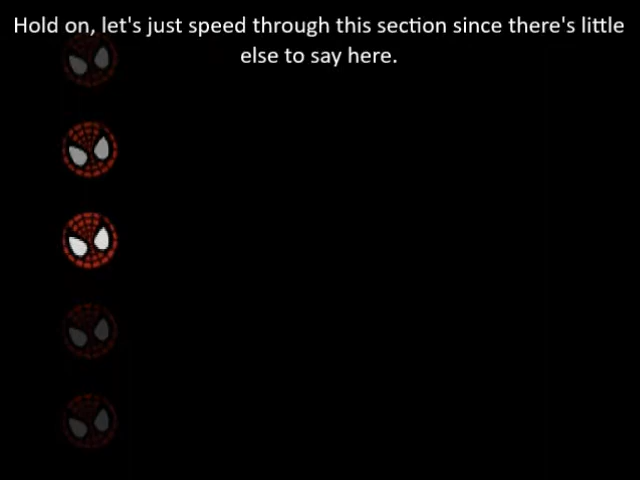 Hold on, let's just speed through this section since there's little
else to say here.